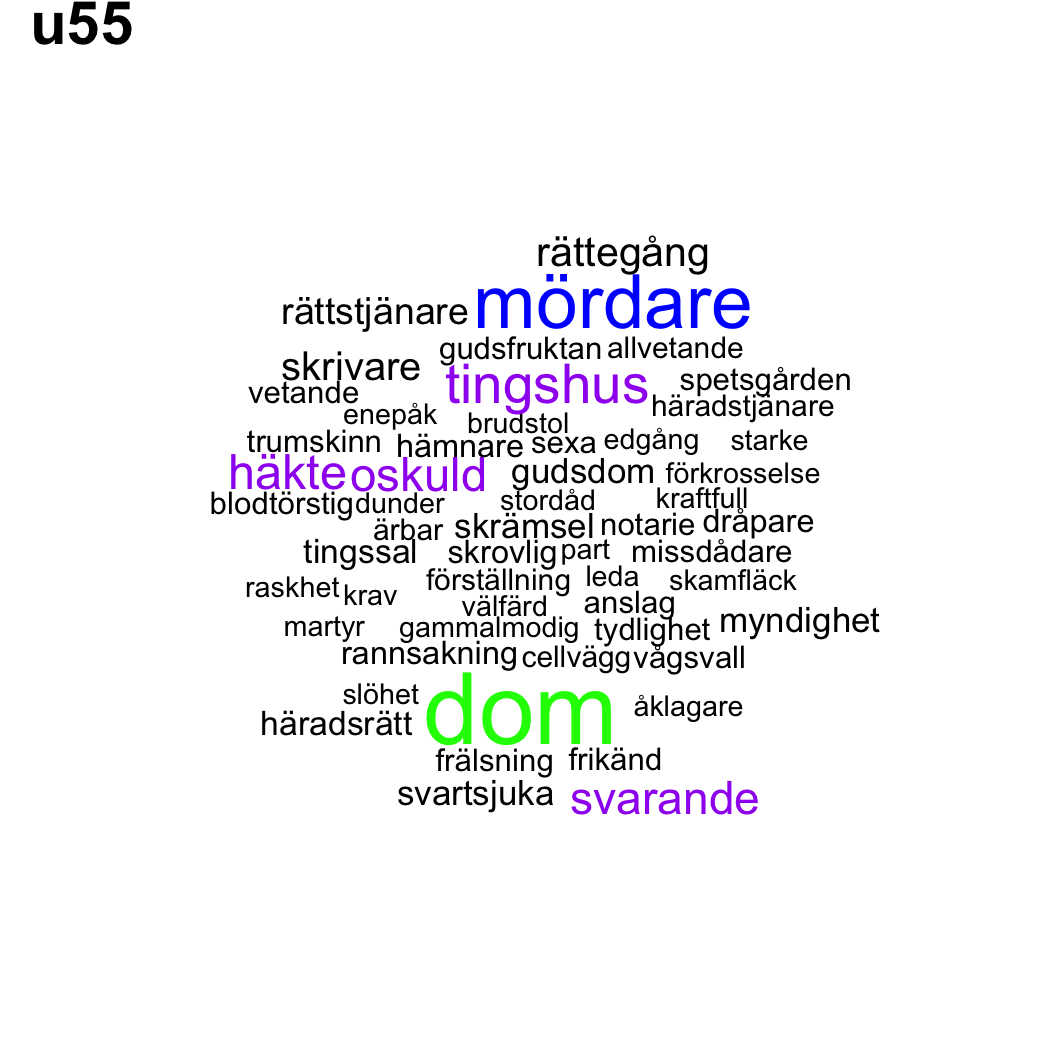 u55
rättegång
rättstjänare mördare
gudsfruktan allvetande
skrivare tingshus spetsgården
vetande häradstjänare
enepåk brudstol
trumskinn hämnare sexa edgång starke
häkte oskuld gudsdom förkrosselse
blodtörstig dunder stordåd kraftfull
ärbar skrämsel notarie dråpare
tingssal skrovlig part missdådare
raskhet krav förställning leda skamfläck
välfärd anslag myndighet
martyr gammalmodig tydlighet
rannsakning cellvägg vågsvall
slöhet dom åklagare
häradsrätt
frälsning frikänd
svartsjuka svarande